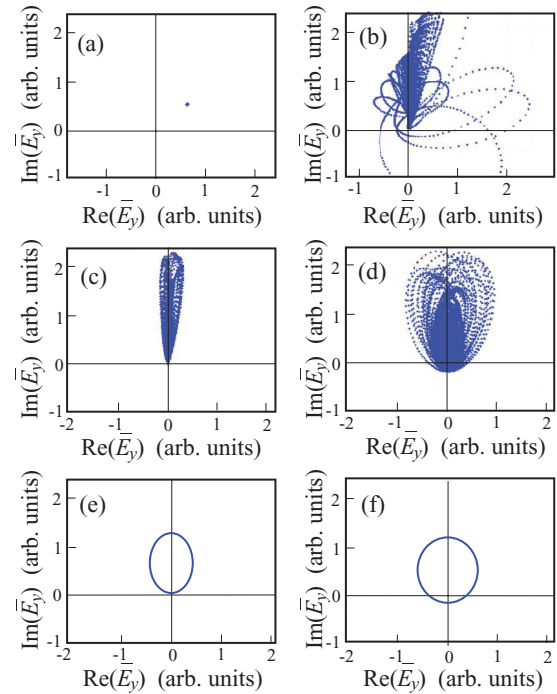 (a)
Im(E̅y) (arb. units)
2
1
0
-1
-1 0 1 2
Re(E̅y) (arb. units)
(b)
Im(E̅y) (arb. units)
2
1
0
-1
-1 0 1 2
Re(E̅y) (arb. units)
(c)
Im(E̅y) (arb. units)
2
1
0
-1
-2 -1 0 1 2
Re(E̅y) (arb. units)
(d)
Im(E̅y) (arb. units)
2
1
0
-1
-2 -1 0 1 2
Re(E̅y) (arb. units)
(e)
Im(E̅y) (arb. units)
2
1
0
-1
-2 -1 0 1 2
Re(E̅y) (arb. units)
(f)
Im(E̅y) (arb. units)
2
1
0
-1
-2 -1 0 1 2
Re(E̅y) (arb. units)